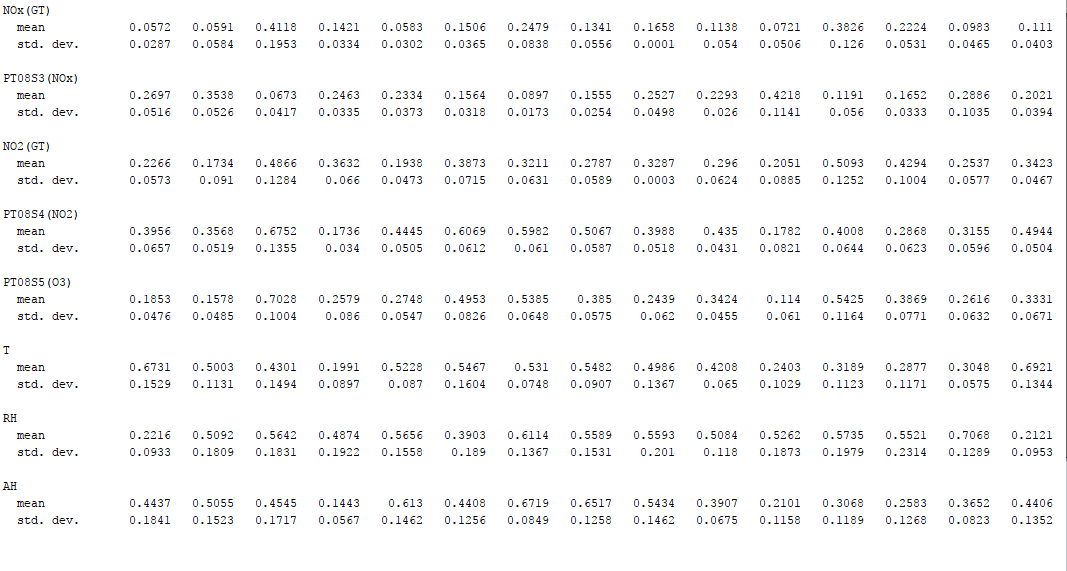 NOx(GT)
mean 0.0572 0.0591 0.4118 0.1421 0.0583 0.1506 0.2479 0.1341 0.1658 0.1138 0.0721 0.3826 0.2224 0.0983 0.111
std. dev. 0.0287 0.0584 0.1953 0.0334 0.0302 0.0365 0.0838 0.0556 0.0001 0.054 0.0506 0.126 0.0531 0.0465 0.0403
PT08S3(NOx)
mean 0.2697 0.3538 0.0673 0.2463 0.2334 0.1564 0.0897 0.1555 0.2527 0.2293 0.4218 0.1191 0.1652 0.2886 0.2021
std. dev. 0.0516 0.0526 0.0417 0.0335 0.0373 0.0318 0.0173 0.0254 0.0498 0.026 0.1141 0.056 0.0333 0.1035 0.0394
NO2(GT)
mean 0.2266 0.1734 0.4866 0.3632 0.1938 0.3873 0.3211 0.2787 0.3287 0.296 0.2051 0.5093 0.4294 0.2537 0.3423
std. dev. 0.0573 0.091 0.1284 0.066 0.0473 0.0715 0.0631 0.0589 0.0003 0.0624 0.0885 0.1252 0.1004 0.0577 0.0467
PT08S4(NO2)
mean 0.3956 0.3568 0.6752 0.1736 0.4445 0.6069 0.5982 0.5067 0.3988 0.435 0.1782 0.4008 0.2868 0.3155 0.4944
std. dev. 0.0657 0.0519 0.1355 0.034 0.0505 0.0612 0.061 0.0587 0.0518 0.0431 0.0821 0.0644 0.0623 0.0596 0.0504
PT08S5(O3)
mean 0.1853 0.1578 0.7028 0.2579 0.2748 0.4953 0.5385 0.385 0.2439 0.3424 0.114 0.5425 0.3869 0.2616 0.3331
std. dev. 0.0476 0.0485 0.1004 0.086 0.0547 0.0826 0.0648 0.0575 0.062 0.0455 0.061 0.1164 0.0771 0.0632 0.0671
T
mean 0.6731 0.5003 0.4301 0.1991 0.5228 0.5467 0.531 0.5482 0.4986 0.4208 0.2403 0.3189 0.2877 0.3048 0.6921
std. dev. 0.1529 0.1131 0.1494 0.0897 0.087 0.1604 0.0748 0.0907 0.1367 0.065 0.1029 0.1123 0.1171 0.0575 0.1344
RH
mean 0.2216 0.5092 0.5642 0.4874 0.5656 0.3903 0.6114 0.5589 0.5593 0.5084 0.5262 0.5735 0.5521 0.7068 0.2121
std. dev. 0.0933 0.1809 0.1831 0.1922 0.1558 0.189 0.1367 0.1531 0.201 0.118 0.1873 0.1979 0.2314 0.1289 0.0953
AH
mean 0.4437 0.5055 0.4545 0.1443 0.613 0.4408 0.6719 0.6517 0.5434 0.3907 0.2101 0.3068 0.2583 0.3652 0.4406
std. dev. 0.1841 0.1523 0.1717 0.0567 0.1462 0.1256 0.0849 0.1258 0.1462 0.0675 0.1158 0.1189 0.1268 0.0823 0.1352